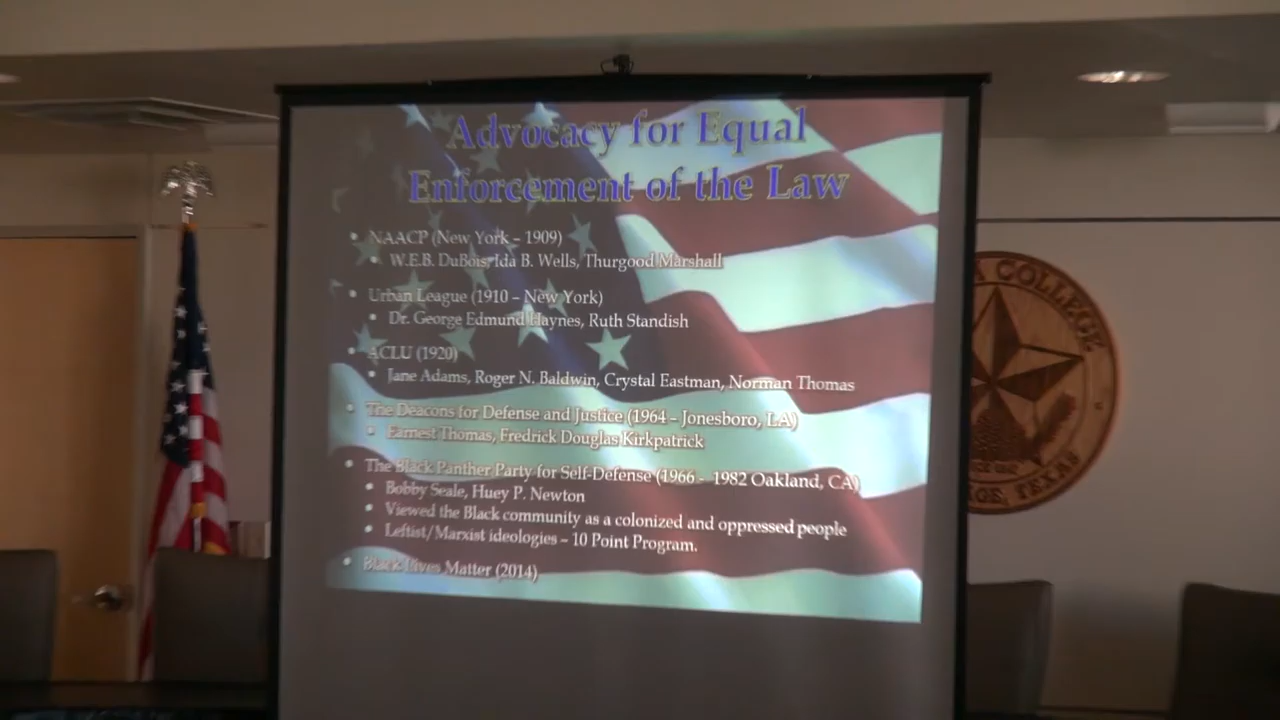 Advocacy for Equal
Enforcement of the Law
• NAACP (New York – 1909)
• W.E.B. DuBois, Ida B. Wells, Thurgood Marshall
• Urban League (1910 – New York)
• Dr. George Edmund Haynes, Ruth Standish
• ACLU (1920)
• Jane Adams, Roger N. Baldwin, Crystal Eastman, Norman Thomas
• The Deacons for Defense and Justice (1964 – Jonesboro, LA)
• Earnest Thomas, Fredrick Douglas Kirkpatrick
• The Black Panther Party for Self-Defense (1966 – 1982 Oakland, CA)
• Bobby Seale, Huey P. Newton
• Viewed the Black community as a colonized and oppressed people
• Leftist/Marxist ideologies – 10 Point Program.
• Black Lives Matter (2014)
COLLEGE
TEXAS